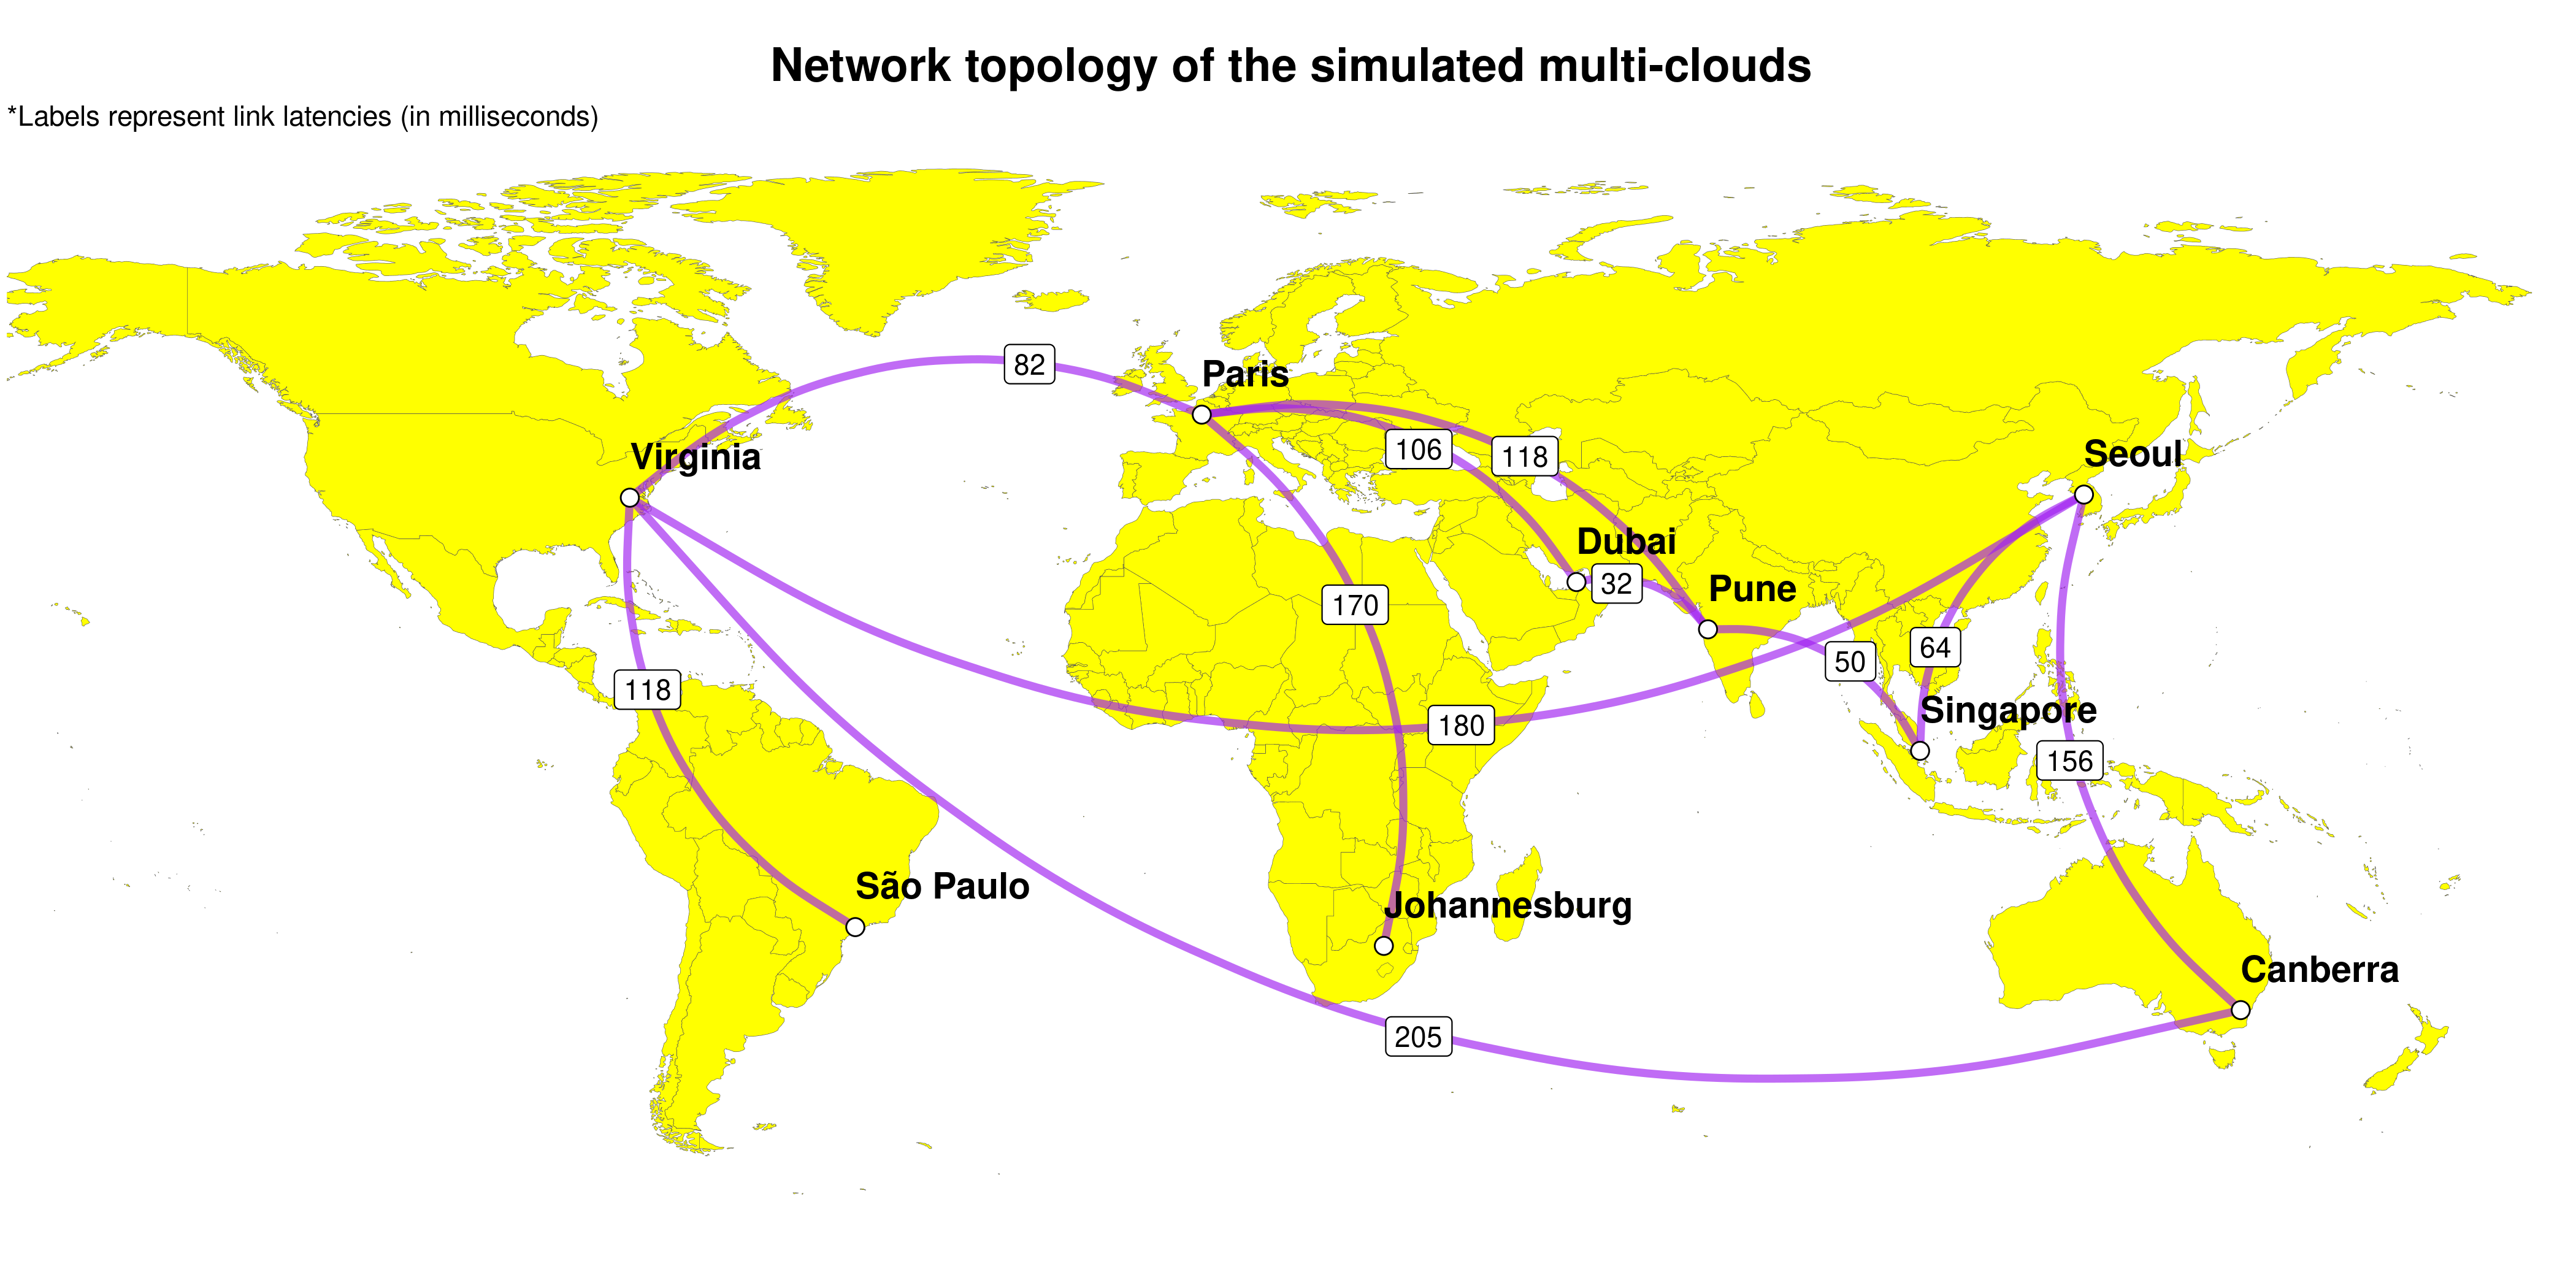 Network topology of the simulated multi-clouds
*Labels represent link latencies (in milliseconds)
82
Paris
Virginia
106
118
Seoul
Dubai
32
Pune
170
64
50
118
Singapore
180
156
São Paulo
Johannesburg
Canberra
205